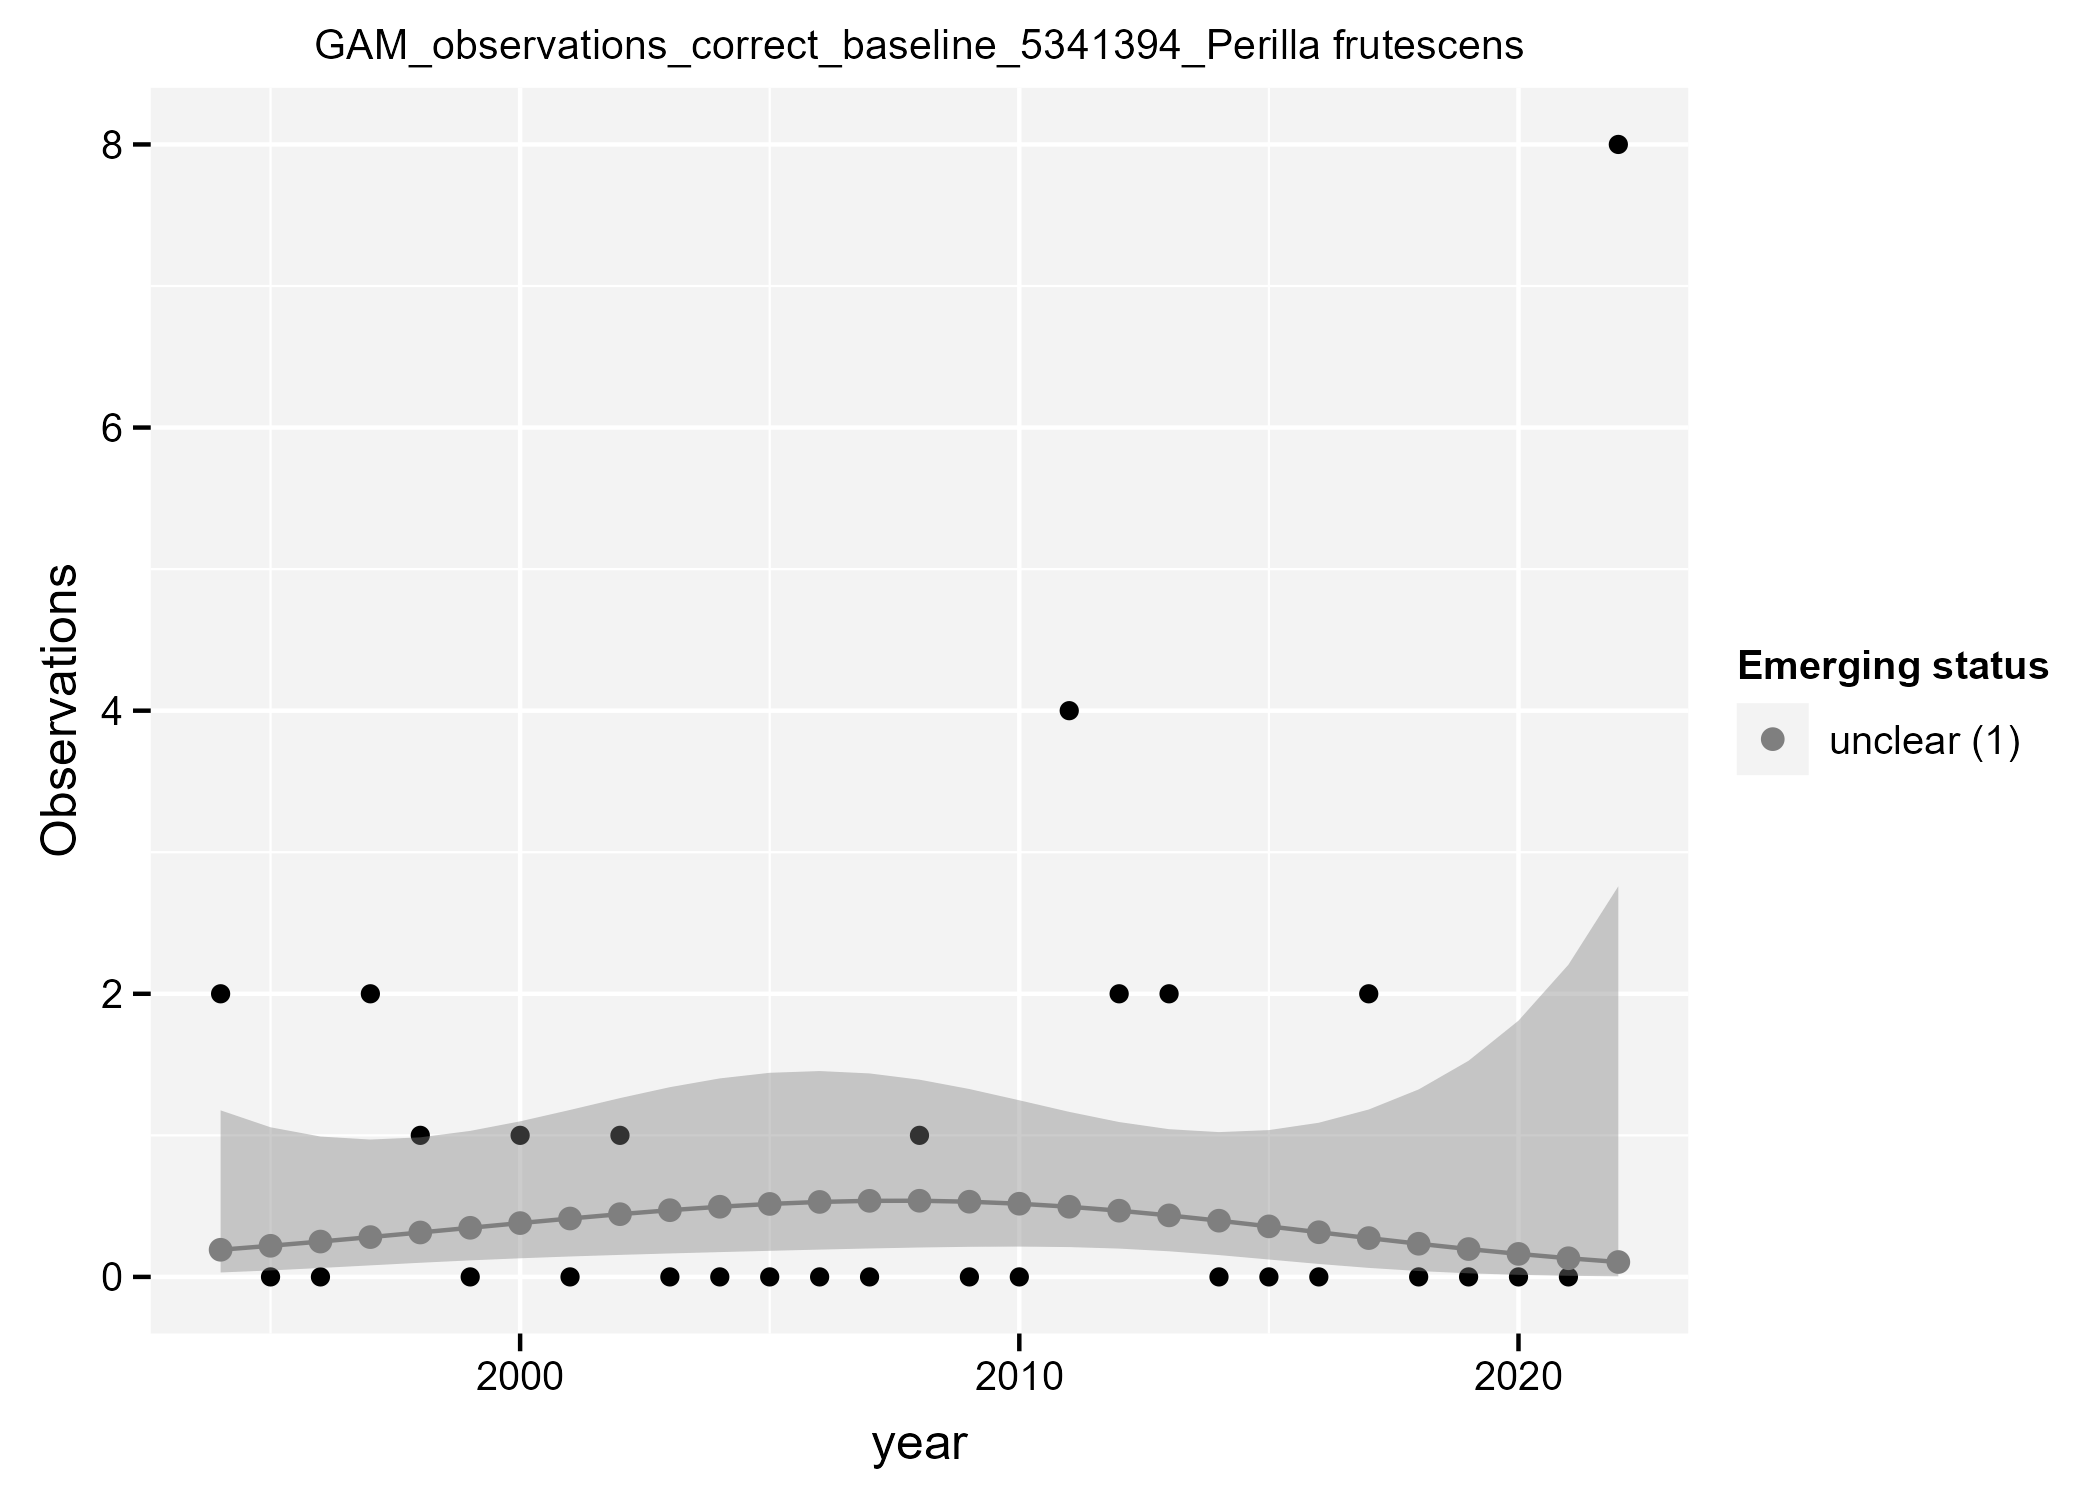 GAM_observations_correct_baseline_5341394_Perilla frutescens
8
6
4
2
0
Observations
2000 2010 2020
year
Emerging status
unclear (1)